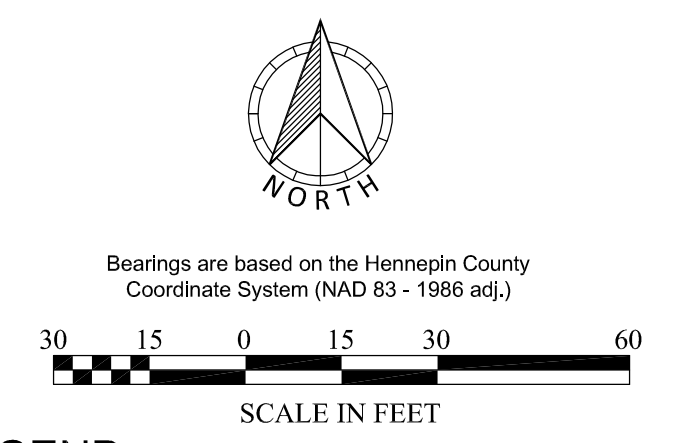 NORTH
Bearings are based on the Hennepin County
Coordinate System (NAD 83 - 1986 adj.)
30 15 0 15 30 60
SCALE IN FEET